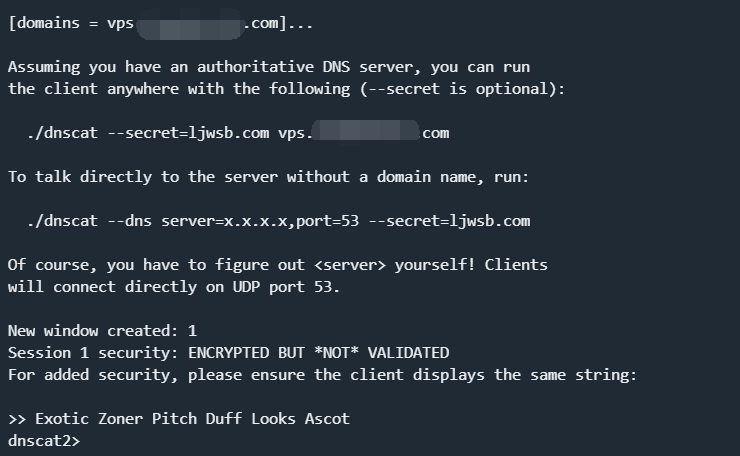 [domains = vps .com]...
Assuming you have an authoritative DNS server, you can run
the client anywhere with the following (--secret is optional):
./dnscat --secret=ljwsb.com vps. com
To talk directly to the server without a domain name, run:
./dnscat --dns server=x.x.x.x,port=53 --secret=ljwsb.com
Of course, you have to figure out <server> yourself! Clients
will connect directly on UDP port 53.
New window created: 1
Session 1 security: ENCRYPTED BUT *NOT* VALIDATED
For added security, please ensure the client displays the same string:
>> Exotic Zoner Pitch Duff Looks Ascot
dnscat2>